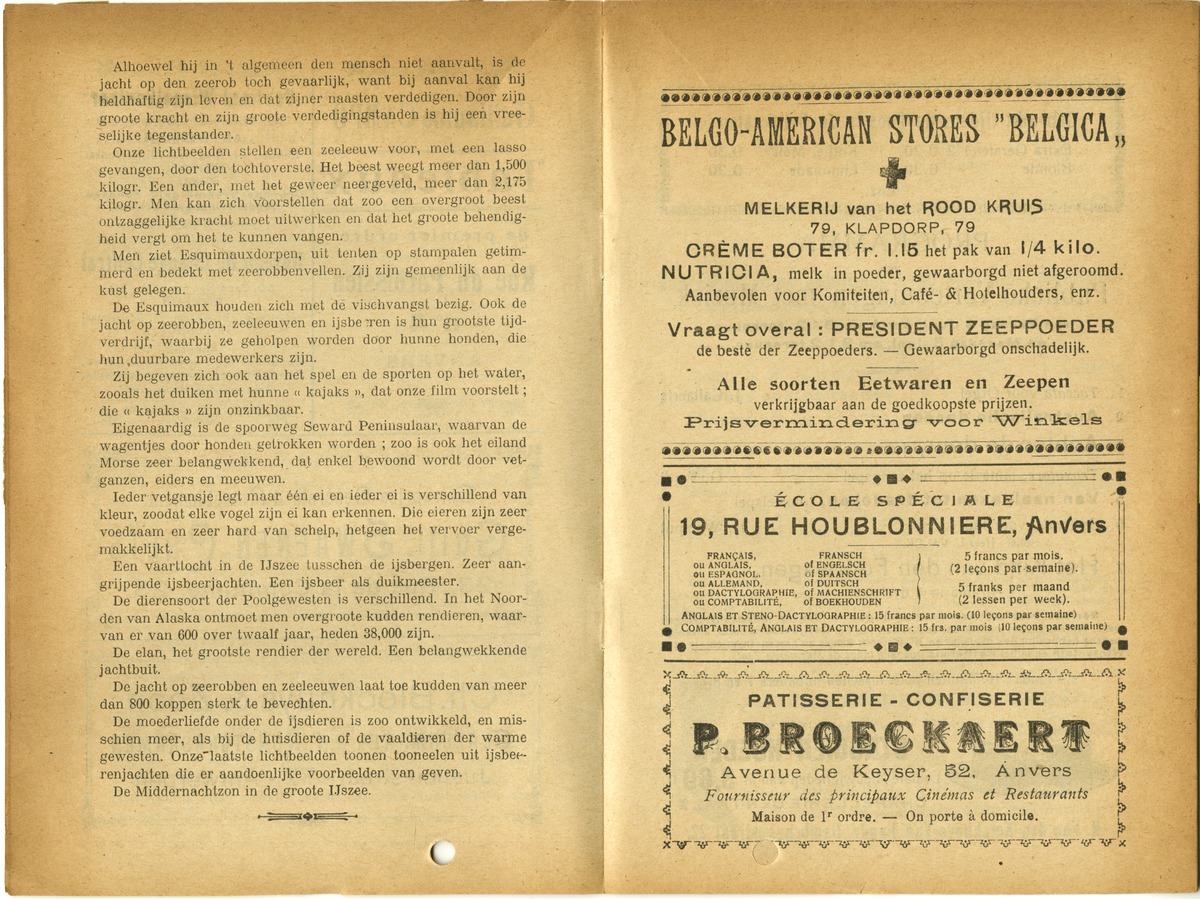 Alhoewel hij in 't algemeen den mensch niet aanvalt, is de
jacht op den zeerob toch gevaarlijk, want bij aanval kan hij
heldhaftig zijn leven en dat zijner naasten verdedigen. Door zijn
groote kracht en zijn groote verdedigingstanden is hij een vree-
selijke tegenstander.
Onze lichtbeelden stellen een zeeleeuw voor, met een lasso
gevangen, door den tochtoverste. Het beest weegt meer dan 1,500
kilogr. Een ander, met het geweer neergeveld, meer dan 2,175
kilogr. Men kan zich voorstellen dat zoo een overgroot beest
ontzaggelijke kracht moet uitwerken en dat het groote behendig-
heid vergt om het te kunnen vangen.
Men ziet Esquimauxdorpen, uit tenten op stampalen getim-
merd en bedekt met zeerobbenvellen. Zij zijn gemeenlijk aan de
kust gelegen.
De Esquimaux houden zich met de vischvangst bezig. Ook de
jacht op zeerobben, zeeleeuwen en ijsberen is hun grootste tijd-
verdrijf, waarbij ze geholpen worden door hunne honden, die
hun duurbare medewerkers zijn.
Zij begeven zich ook aan het spel en de sporten op het water,
zooals het duiken met hunne « kajaks », dat onze film voorstelt ;
die « kajaks » zijn onzinkbaar.
Eigenaardig is de spoorweg Seward Peninsulaar, waarvan de
wagentjes door honden getrokken worden ; zoo is ook het eiland
Morse zeer belangwekkend, dat enkel bewoond wordt door vet-
ganzen, eiders en meeuwen.
Ieder vetgansje legt maar één ei en ieder ei is verschillend van
kleur, zoodat elke vogel zijn ei kan erkennen. Die eieren zijn zeer
voedzaam en zeer hard van schelp, hetgeen het vervoer verge-
makkelijkt.
Een vaarttocht in de IJszee tusschen de ijsbergen. Zeer aan-
grijpende ijsbeerjachten. Een ijsbeer als duikmeester.
De dierensoort der Poolgewesten is verschillend. In het Noor-
den van Alaska ontmoet men overgroote kudden rendieren, waar-
van er van 600 over twaalf jaar, heden 38,000 zijn.
De elan, het grootste rendier der wereld. Een belangwekkende
jachtbuit.
De jacht op zeerobben en zeeleeuwen laat toe kudden van meer
dan 800 koppen sterk te bevechten.
De moederliefde onder de ijsdieren is zoo ontwikkeld, en mis-
schien meer, als bij de huisdieren of de vaaldieren der warme
gewesten. Onze laatste lichtbeelden toonen tooneelen uit ijsbe-
renjachten die er aandoenlijke voorbeelden van geven.
De Middernachtzon in de groote IJszee.
BELGO-AMERICAN STORES "BELGICA„
MELKERIJ van het ROOD KRUIS
79, KLAPDORP, 79
CRÈME BOTER fr. 1.15 het pak van 1/4 kilo.
NUTRICIA, melk in poeder, gewaarborgd niet afgeroomd.
Aanbevolen voor Komiteiten, Café- & Hotelhouders, enz.
Vraagt overal : PRESIDENT ZEEPPOEDER
de beste der Zeeppoeders. — Gewaarborgd onschadelijk.
Alle soorten Eetwaren en Zeepen
verkrijgbaar aan de goedkoopste prijzen.
Prijsvermindering voor Winkels
ÉCOLE SPÉCIALE
19, RUE HOUBLONNIERE, Anvers
FRANÇAIS, FRANSCH 5 francs par mois.
ou ANGLAIS, of ENGELSCH (2 leçons par semaine).
ou ESPAGNOL. of SPAANSCH
ou ALLEMAND, of DUITSCH 5 franks per maand
ou DACTYLOGRAPHIE, of MACHIENSCHRIFT (2 lessen per week).
ou COMPTABILITÉ, of BOEKHOUDEN
ANGLAIS ET STENO-DACTYLOGRAPHIE : 15 francs par mois. (10 leçons par semaine)
COMPTABILITÉ, ANGLAIS ET DACTYLOGRAPHIE : 15 frs. par mois (10 leçons par semaine)
PATISSERIE - CONFISERIE
P. BROECKAERT
Avenue de Keyser, 52, Anvers
Fournisseur des principaux Cinémas et Restaurants
Maison de 1r ordre. — On porte à domicile.